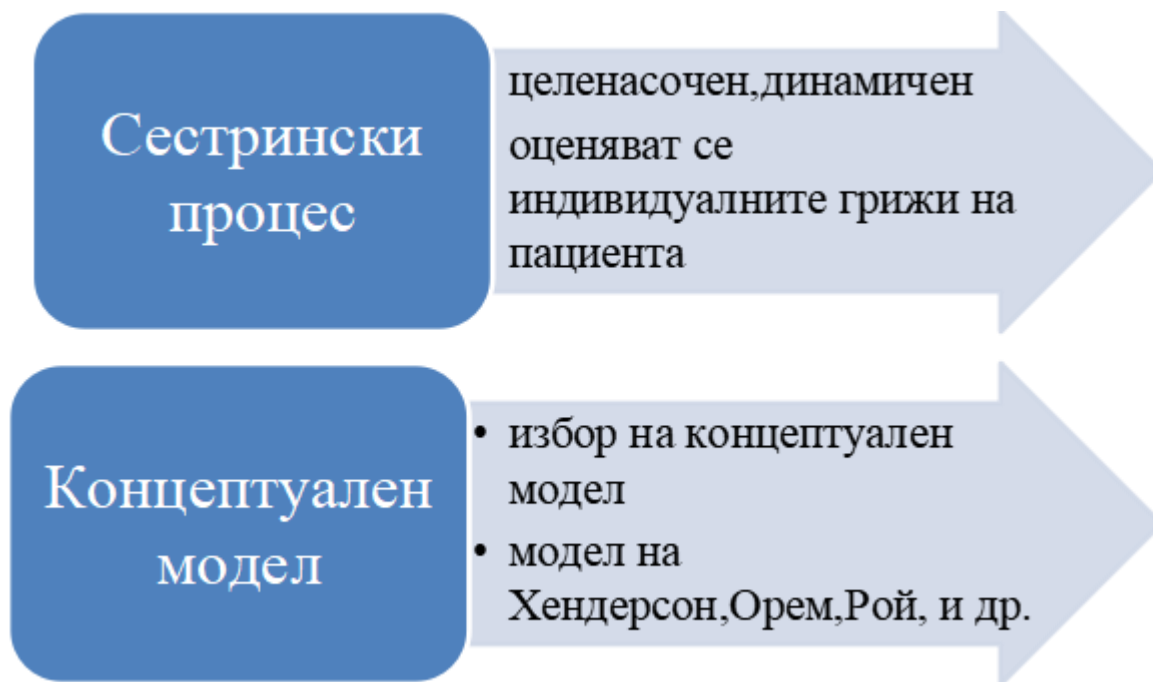 Сестрински
процес
целенасочен,динамичен
оценяват се
индивидуалните грижи на
пациента
Концептуален
модел
• избор на концептуален
модел
• модел на
Хендерсон,Орем,Рой, и др.